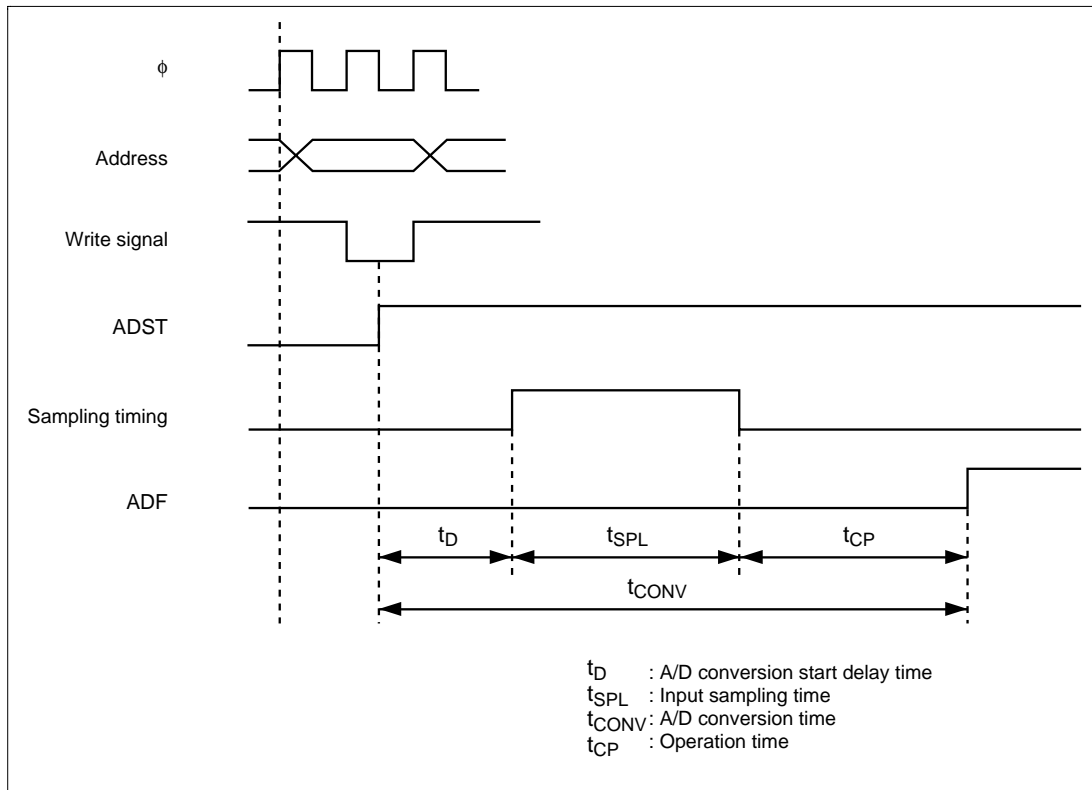 ϕ
Address
Write signal
ADST
Sampling timing
ADF
tD
tSPL
tCP
tCONV
tD : A/D conversion start delay time
tSPL : Input sampling time
tCONV : A/D conversion time
tCP : Operation time